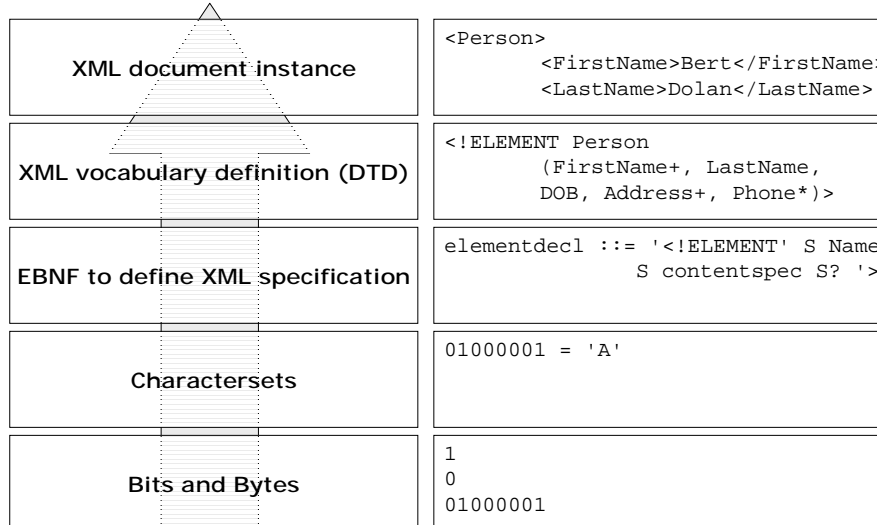 XML document instance
<Person>
<FirstName>Bert</FirstName>
<LastName>Dolan</LastName>
XML vocabulary definition (DTD)
<!ELEMENT Person
(FirstName+, LastName,
DOB, Address+, Phone*)>
EBNF to define XML specification
elementdecl ::= '<!ELEMENT' S Name
S contentspec S? '>
Charactersets
01000001 = 'A'
Bits and Bytes
1
0
01000001